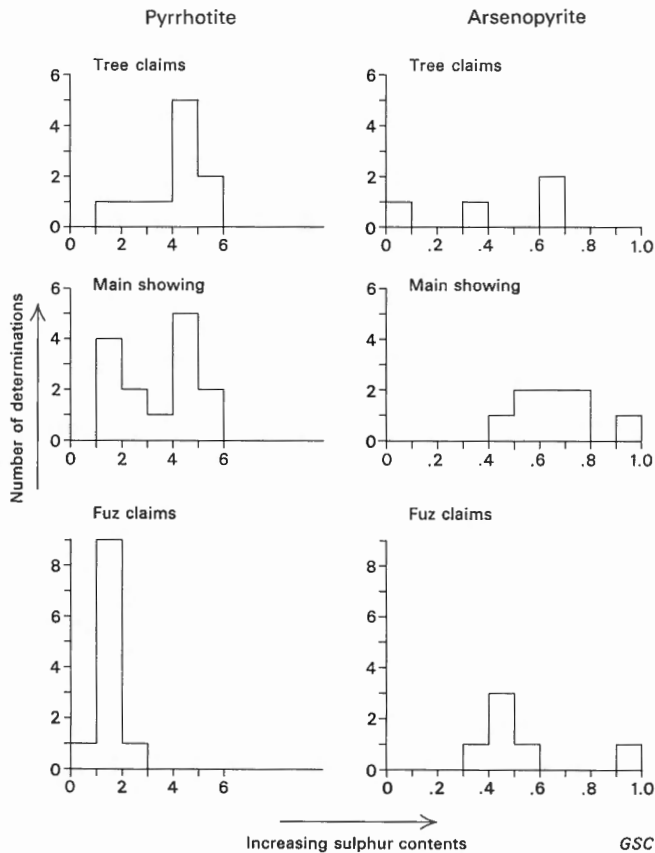 Pyrrhotite
Arsenopyrite
Tree claims
6
4
2
0
0 2 4 6
Tree claims
6
4
2
0
0 .2 .4 .6 .8 1.0
Number of determinations
Main showing
6
4
2
0
0 2 4 6
Main showing
6
4
2
0
0 .2 .4 .6 .8 1.0
Fuz claims
8
6
4
2
0
0 2 4 6
Fuz claims
8
6
4
2
0
0 .2 .4 .6 .8 1.0
Increasing sulphur contents
GSC